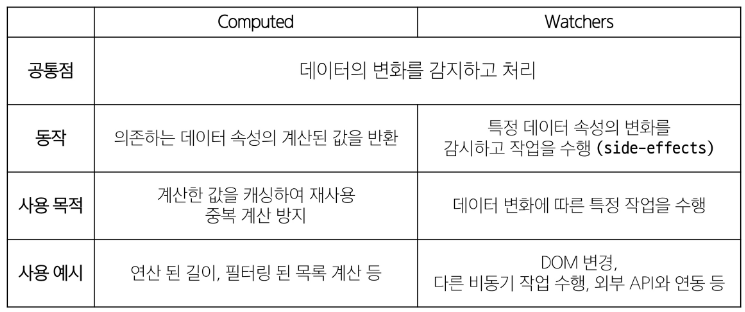 Computed Watchers
공통점 데이터의 변화를 감지하고 처리
동작 의존하는 데이터 속성의 계산된 값을 반환 특정 데이터 속성의 변화를
감시하고 작업을 수행 (side-effects)
사용 목적 계산한 값을 캐싱하여 재사용
중복 계산 방지 데이터 변화에 따른 특정 작업을 수행
사용 예시 연산 된 길이, 필터링 된 목록 계산 등 DOM 변경,
다른 비동기 작업 수행, 외부 API와 연동 등